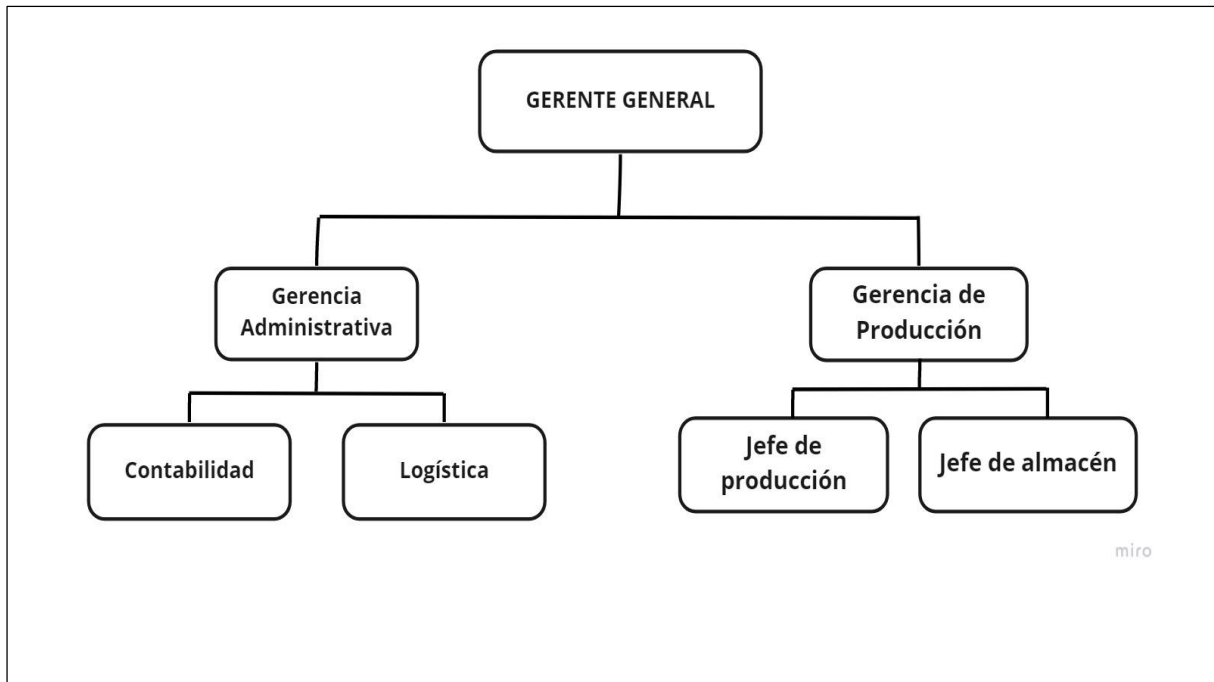 GERENTE GENERAL
Gerencia
Administrativa
Gerencia de
Producción
Contabilidad
Logística
Jefe de
producción
Jefe de almacén
miro